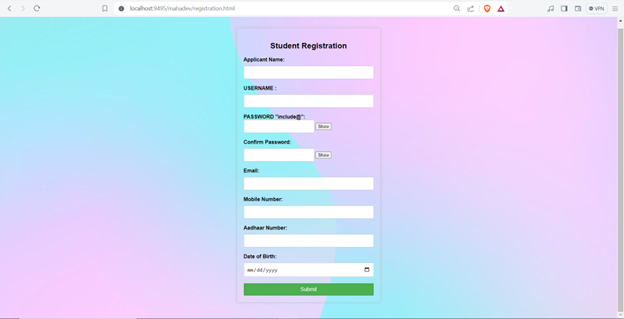 localhost:9495/mahadev/registration.html
VPN
Student Registration
Applicant Name:
USERNAME :
PASSWORD "include@":
Show
Confirm Password:
Show
Email:
Mobile Number:
Aadhaar Number:
Date of Birth:
mm/dd/yyyy
Submit